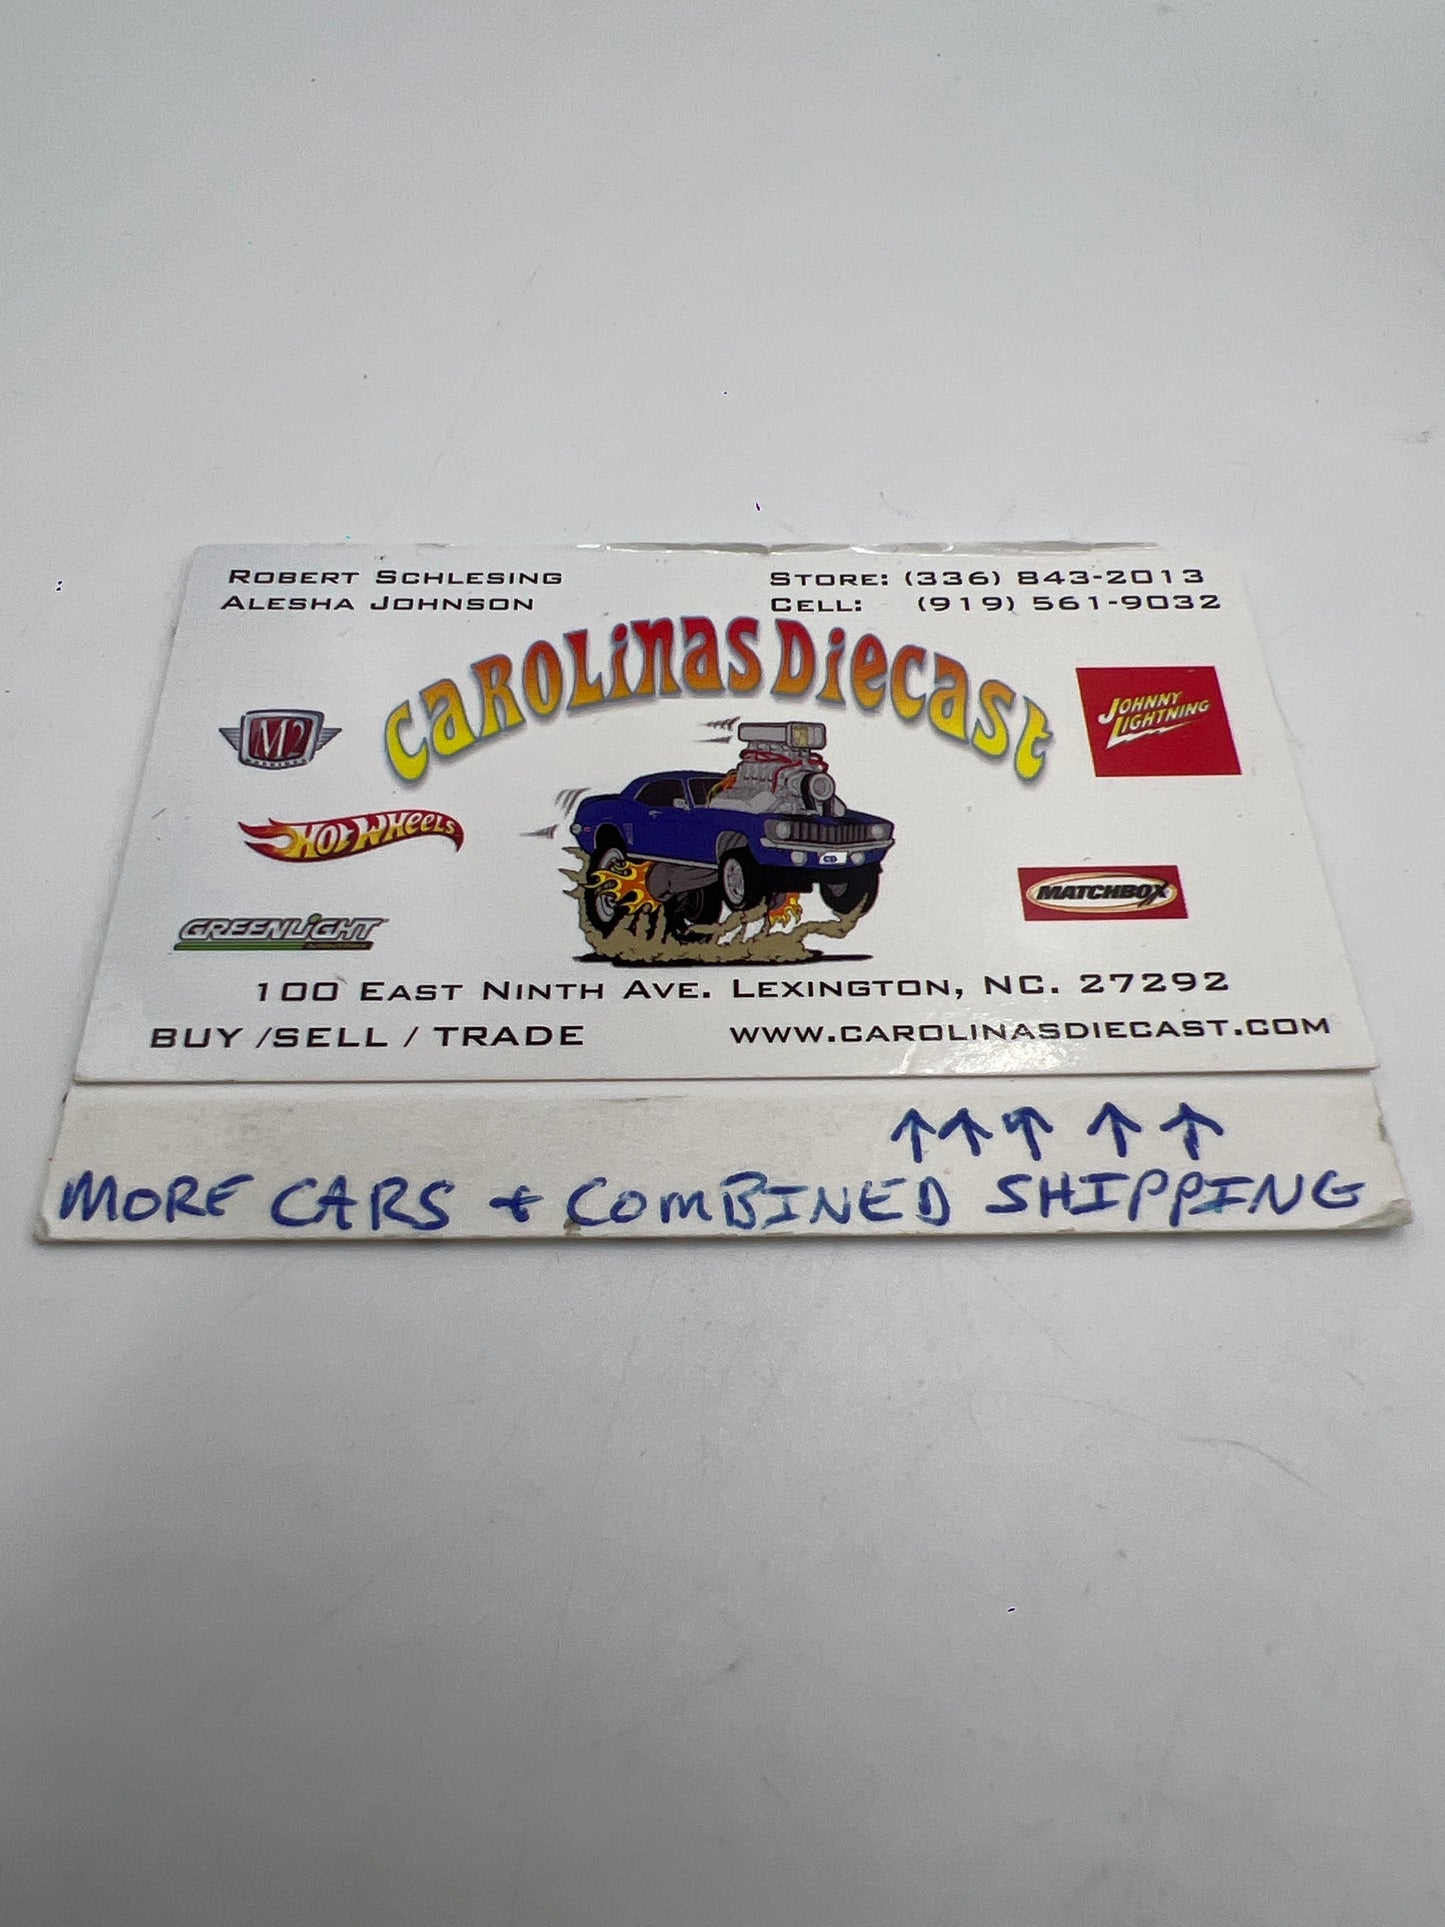 ROBERT SCHLESING
ALESHA JOHNSON
STORE: (336) 843-2013
CELL: (919) 561-9032
CAROLINAS DIECAST
M2
MACHINES
JOHNNY
LIGHTNING
HOT WHEELS
MATCHBOX
GREENLIGHT
100 EAST NINTH AVE. LEXINGTON, NC. 27292
BUY /SELL / TRADE
WWW.CAROLINASDIECAST.COM
↑↑↑↑↑
MORE CARS + COMBINED SHIPPING